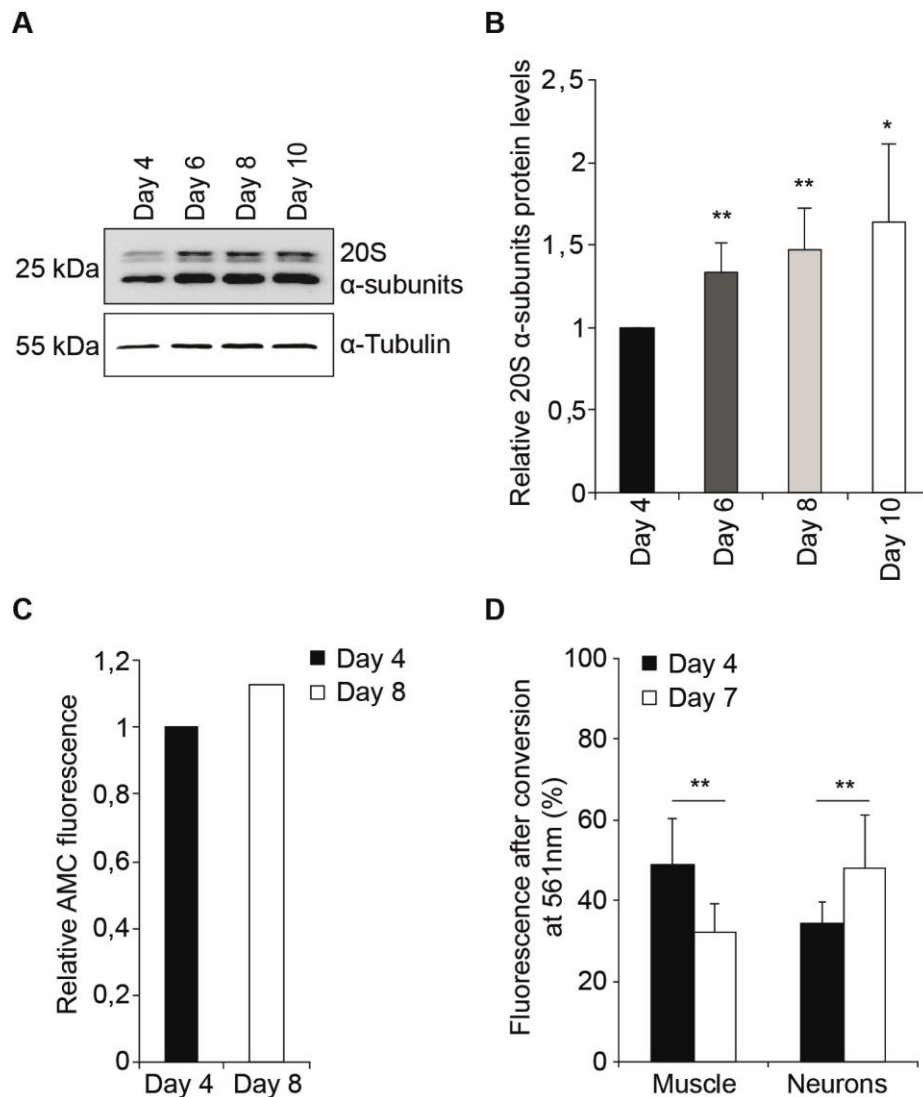 A
Day 4
Day 6
Day 8
Day 10
25 kDa
20S
α-subunits
55 kDa
α-Tubulin
B
Relative 20S α-subunits protein levels
2,5
2
1,5
1
0,5
0
**
**
*
Day 4
Day 6
Day 8
Day 10
C
Relative AMC fluorescence
1,2
1
0,8
0,6
0,4
0,2
0
Day 4
Day 8
Day 4
Day 8
D
Fluorescence after conversion
at 561nm (%)
100
80
60
40
20
0
Day 4
Day 7
**
**
Muscle
Neurons